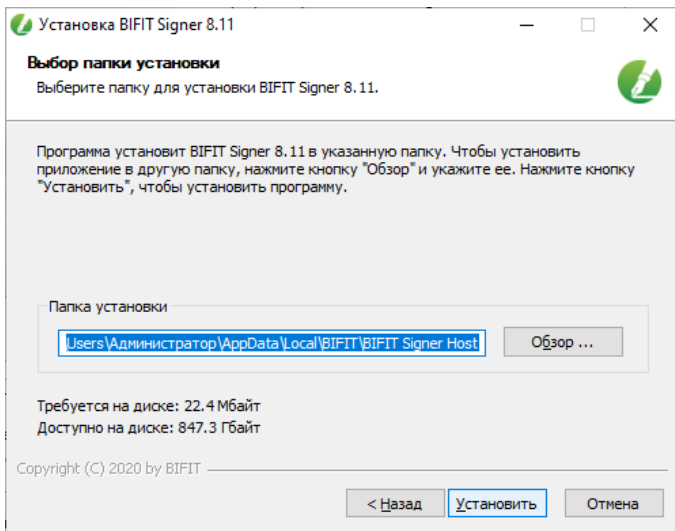 Установка BIFIT Signer 8.11
Выбор папки установки
Выберите папку для установки BIFIT Signer 8.11.
Программа установит BIFIT Signer 8.11 в указанную папку. Чтобы установить
приложение в другую папку, нажмите кнопку "Обзор" и укажите ее. Нажмите кнопку
"Установить", чтобы установить программу.
Папка установки
Users\Администратор\AppData\Local\BIFIT\BIFIT Signer Host
Обзор ...
Требуется на диске: 22.4 Мбайт
Доступно на диске: 847.3 Гбайт
Copyright (C) 2020 by BIFIT
< Назад
Установить
Отмена